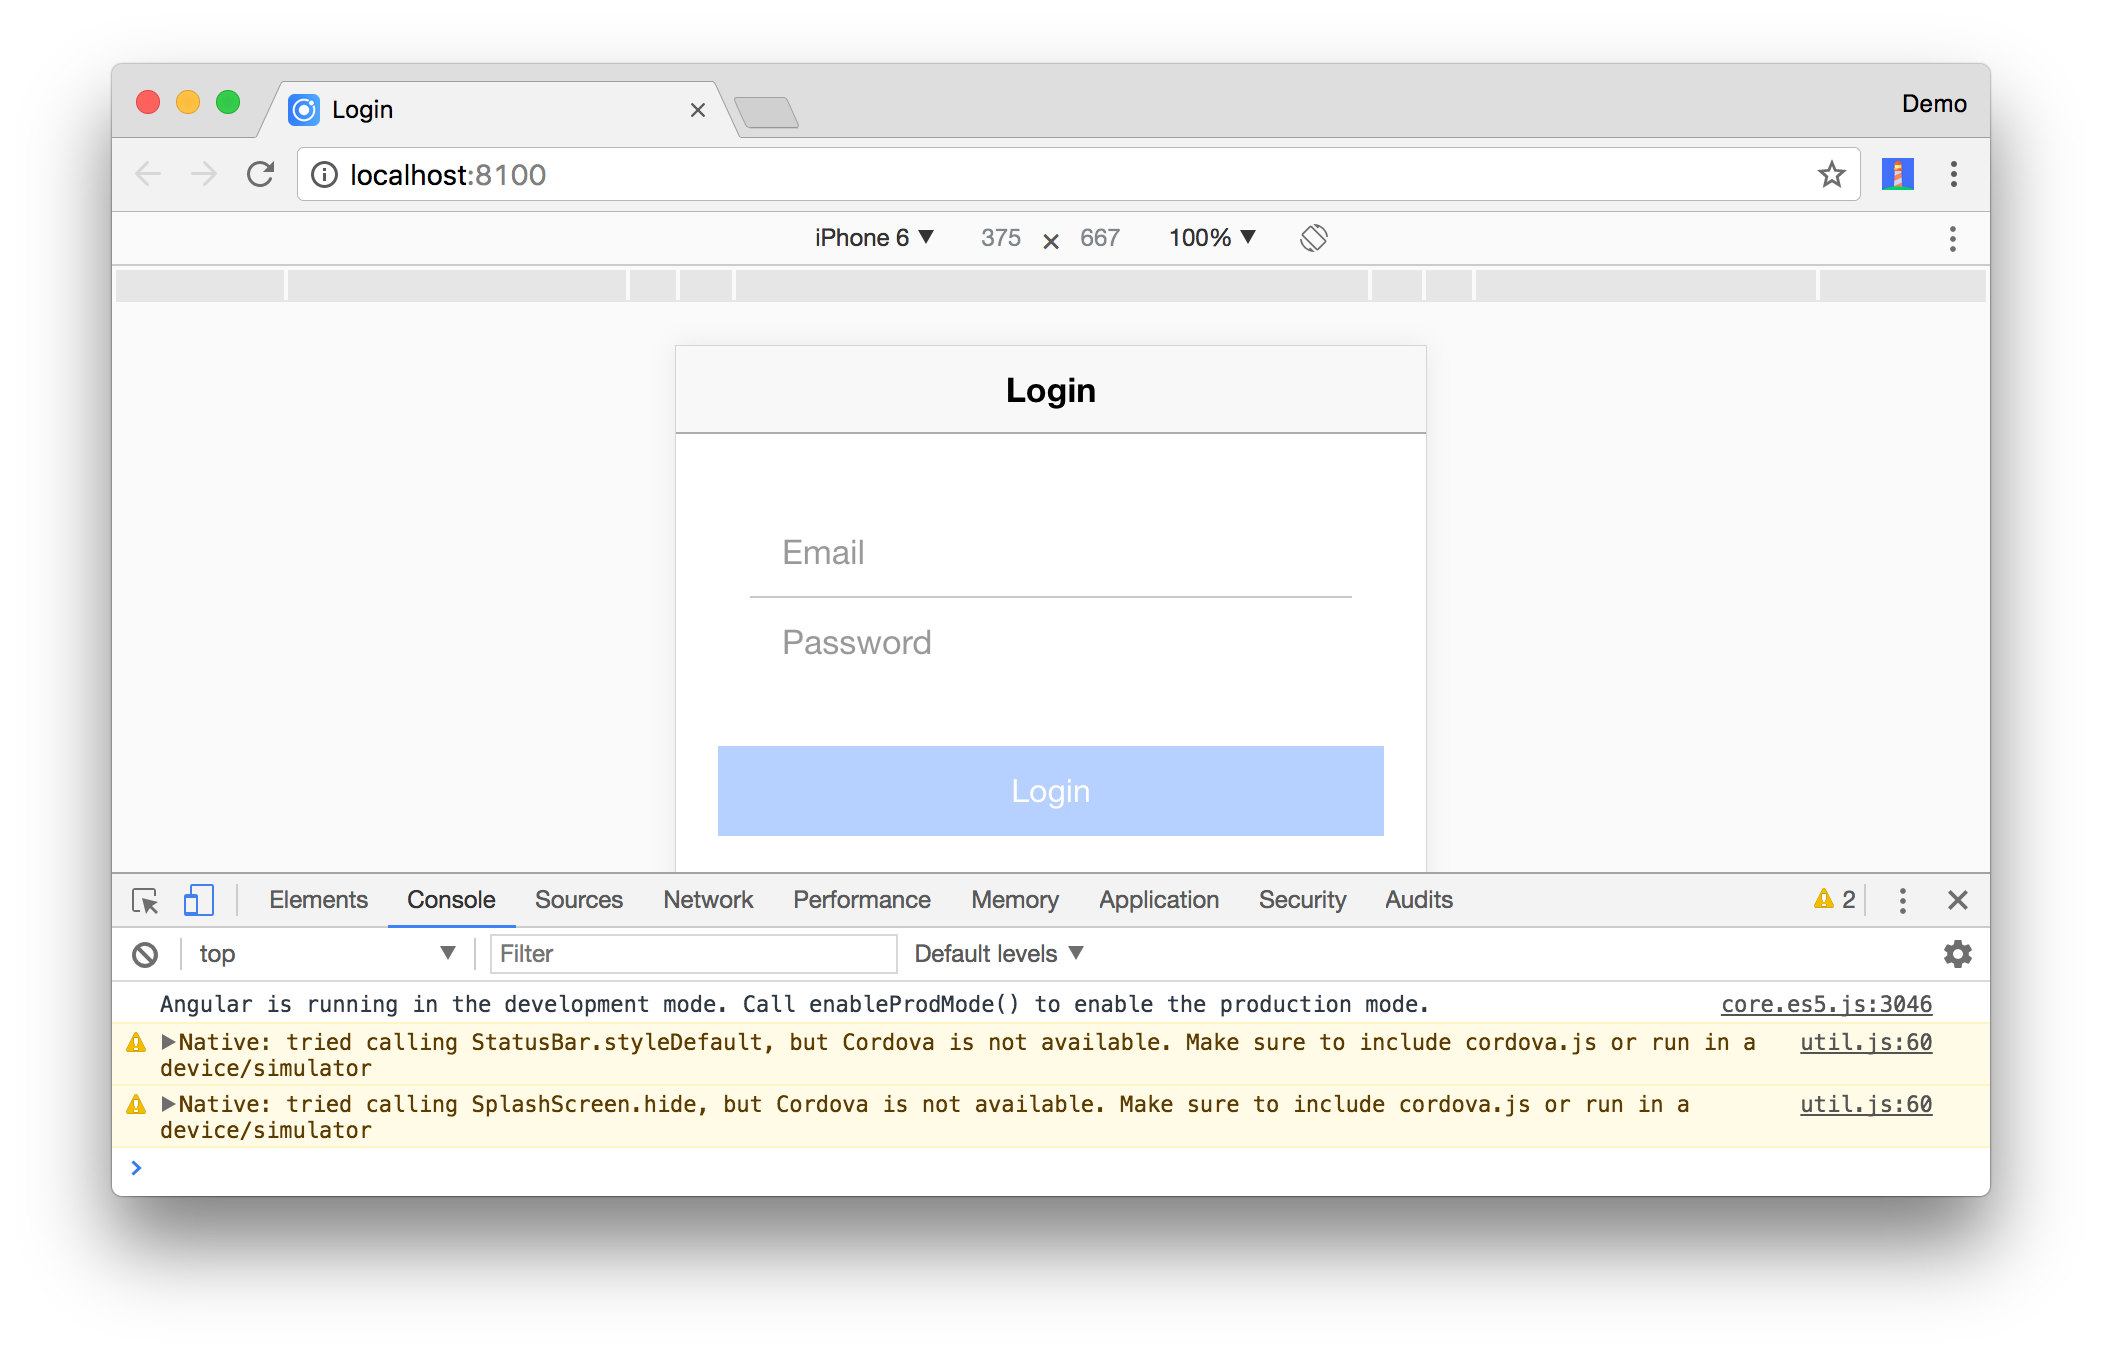 Login
Demo
localhost:8100
iPhone 6 375 × 667 100%
Login
Email
Password
Login
Elements Console Sources Network Performance Memory Application Security Audits 2
top Filter Default levels
Angular is running in the development mode. Call enableProdMode() to enable the production mode. core.es5.js:3046
Native: tried calling StatusBar.styleDefault, but Cordova is not available. Make sure to include cordova.js or run in a util.js:60
device/simulator
Native: tried calling SplashScreen.hide, but Cordova is not available. Make sure to include cordova.js or run in a util.js:60
device/simulator